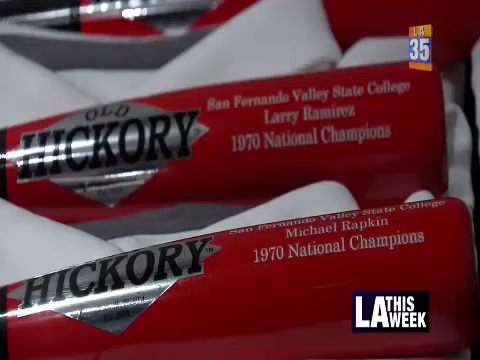 LA
35
OLD
HICKORY
San Fernando Valley State College
Larry Ramirez
1970 National Champions
HICKORY
San Fernando Valley State College
Michael Rapkin
1970 National Champions
LA THIS
WEEK